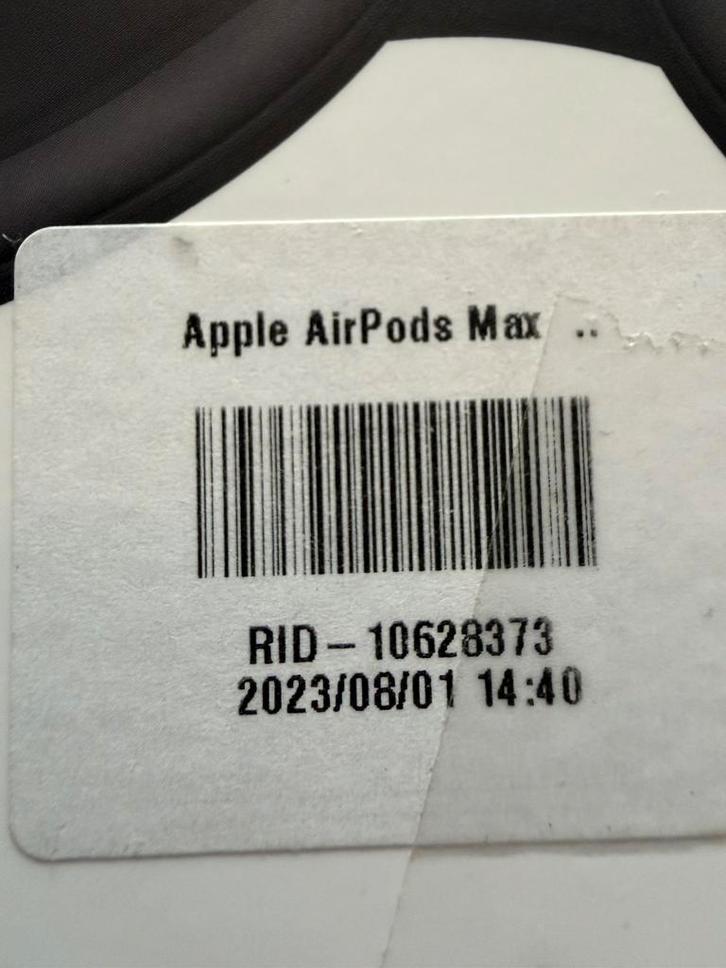 Apple AirPods Max ..
RID-10628373
2023/08/01 14:40